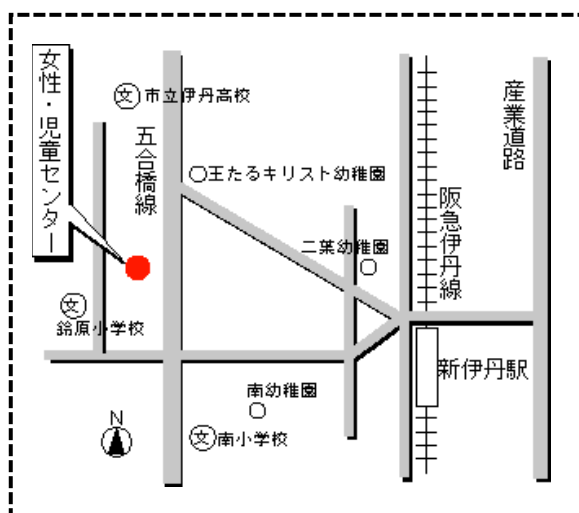 女性・児童センター
文市立伊丹高校
五合橋線
王たるキリスト幼稚園
産業道路
阪急伊丹線
二葉幼稚園
文
鈴原小学校
新伊丹駅
南幼稚園
文南小学校
N